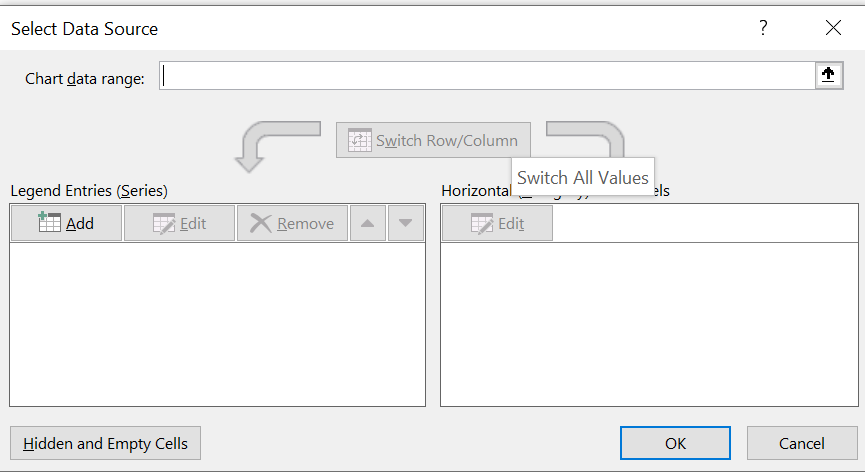 Select Data Source ?
Chart data range:
Switch Row/Column
Switch All Values
Legend Entries (Series)
Horizontal (
Add Edit Remove
Edit
Hidden and Empty Cells
OK Cancel